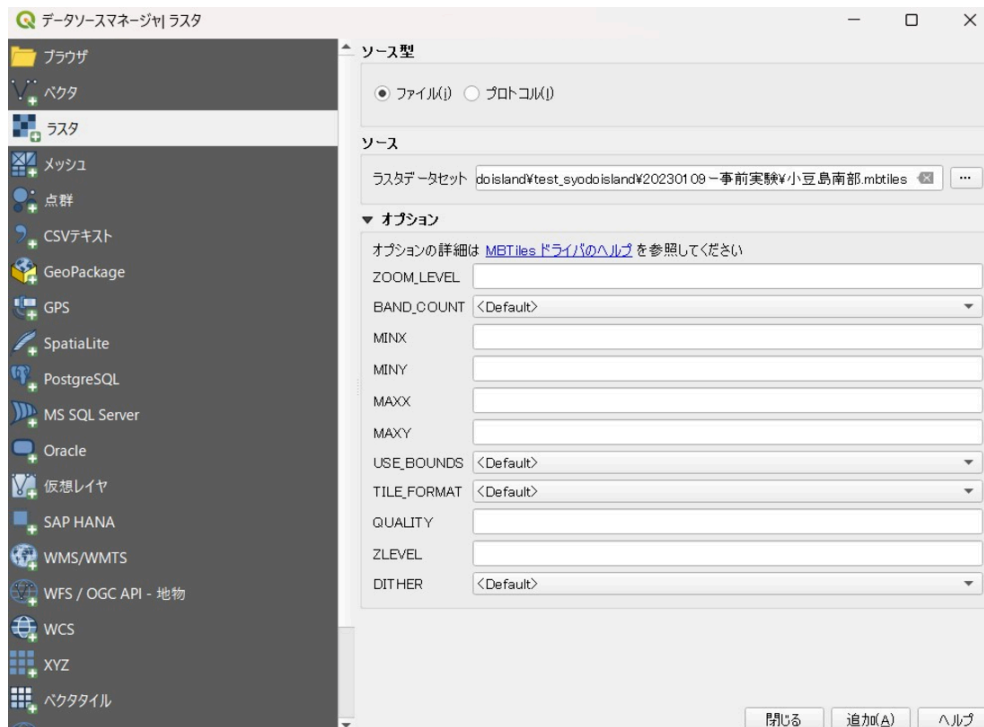 データソースマネージャ| ラスタ
ブラウザ
ベクタ
ラスタ
メッシュ
点群
CSVテキスト
GeoPackage
GPS
SpatiaLite
PostgreSQL
MS SQL Server
Oracle
仮想レイヤ
SAP HANA
WMS/WMTS
WFS / OGC API - 地物
WCS
XYZ
ベクタタイル
ソース型
ファイル(i) プロトコル(l)
ソース
ラスタデータセット doisland¥test_syodoisland¥20230109ー事前実験¥小豆島南部.mbtiles ...
オプション
オプションの詳細は MBTiles ドライバのヘルプ を参照してください
ZOOM_LEVEL
BAND_COUNT <Default>
MINX
MINY
MAXX
MAXY
USE_BOUNDS <Default>
TILE_FORMAT <Default>
QUALITY
ZLEVEL
DITHER <Default>
閉じる 追加(A) ヘルプ